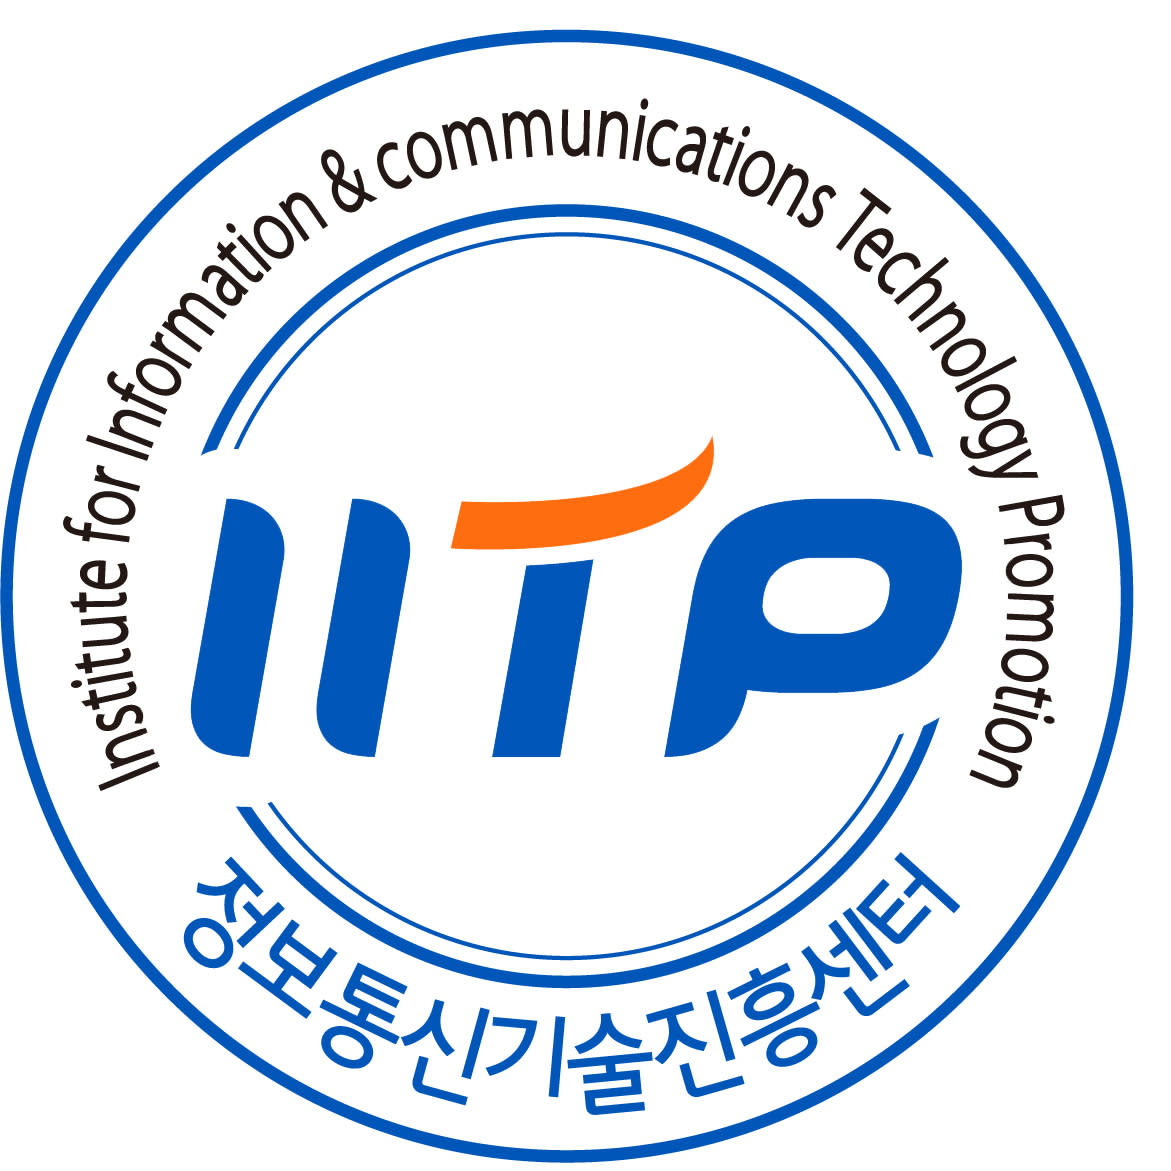 Institute for Information & communications Technology Promotion
IITP
정보통신기술진흥센터